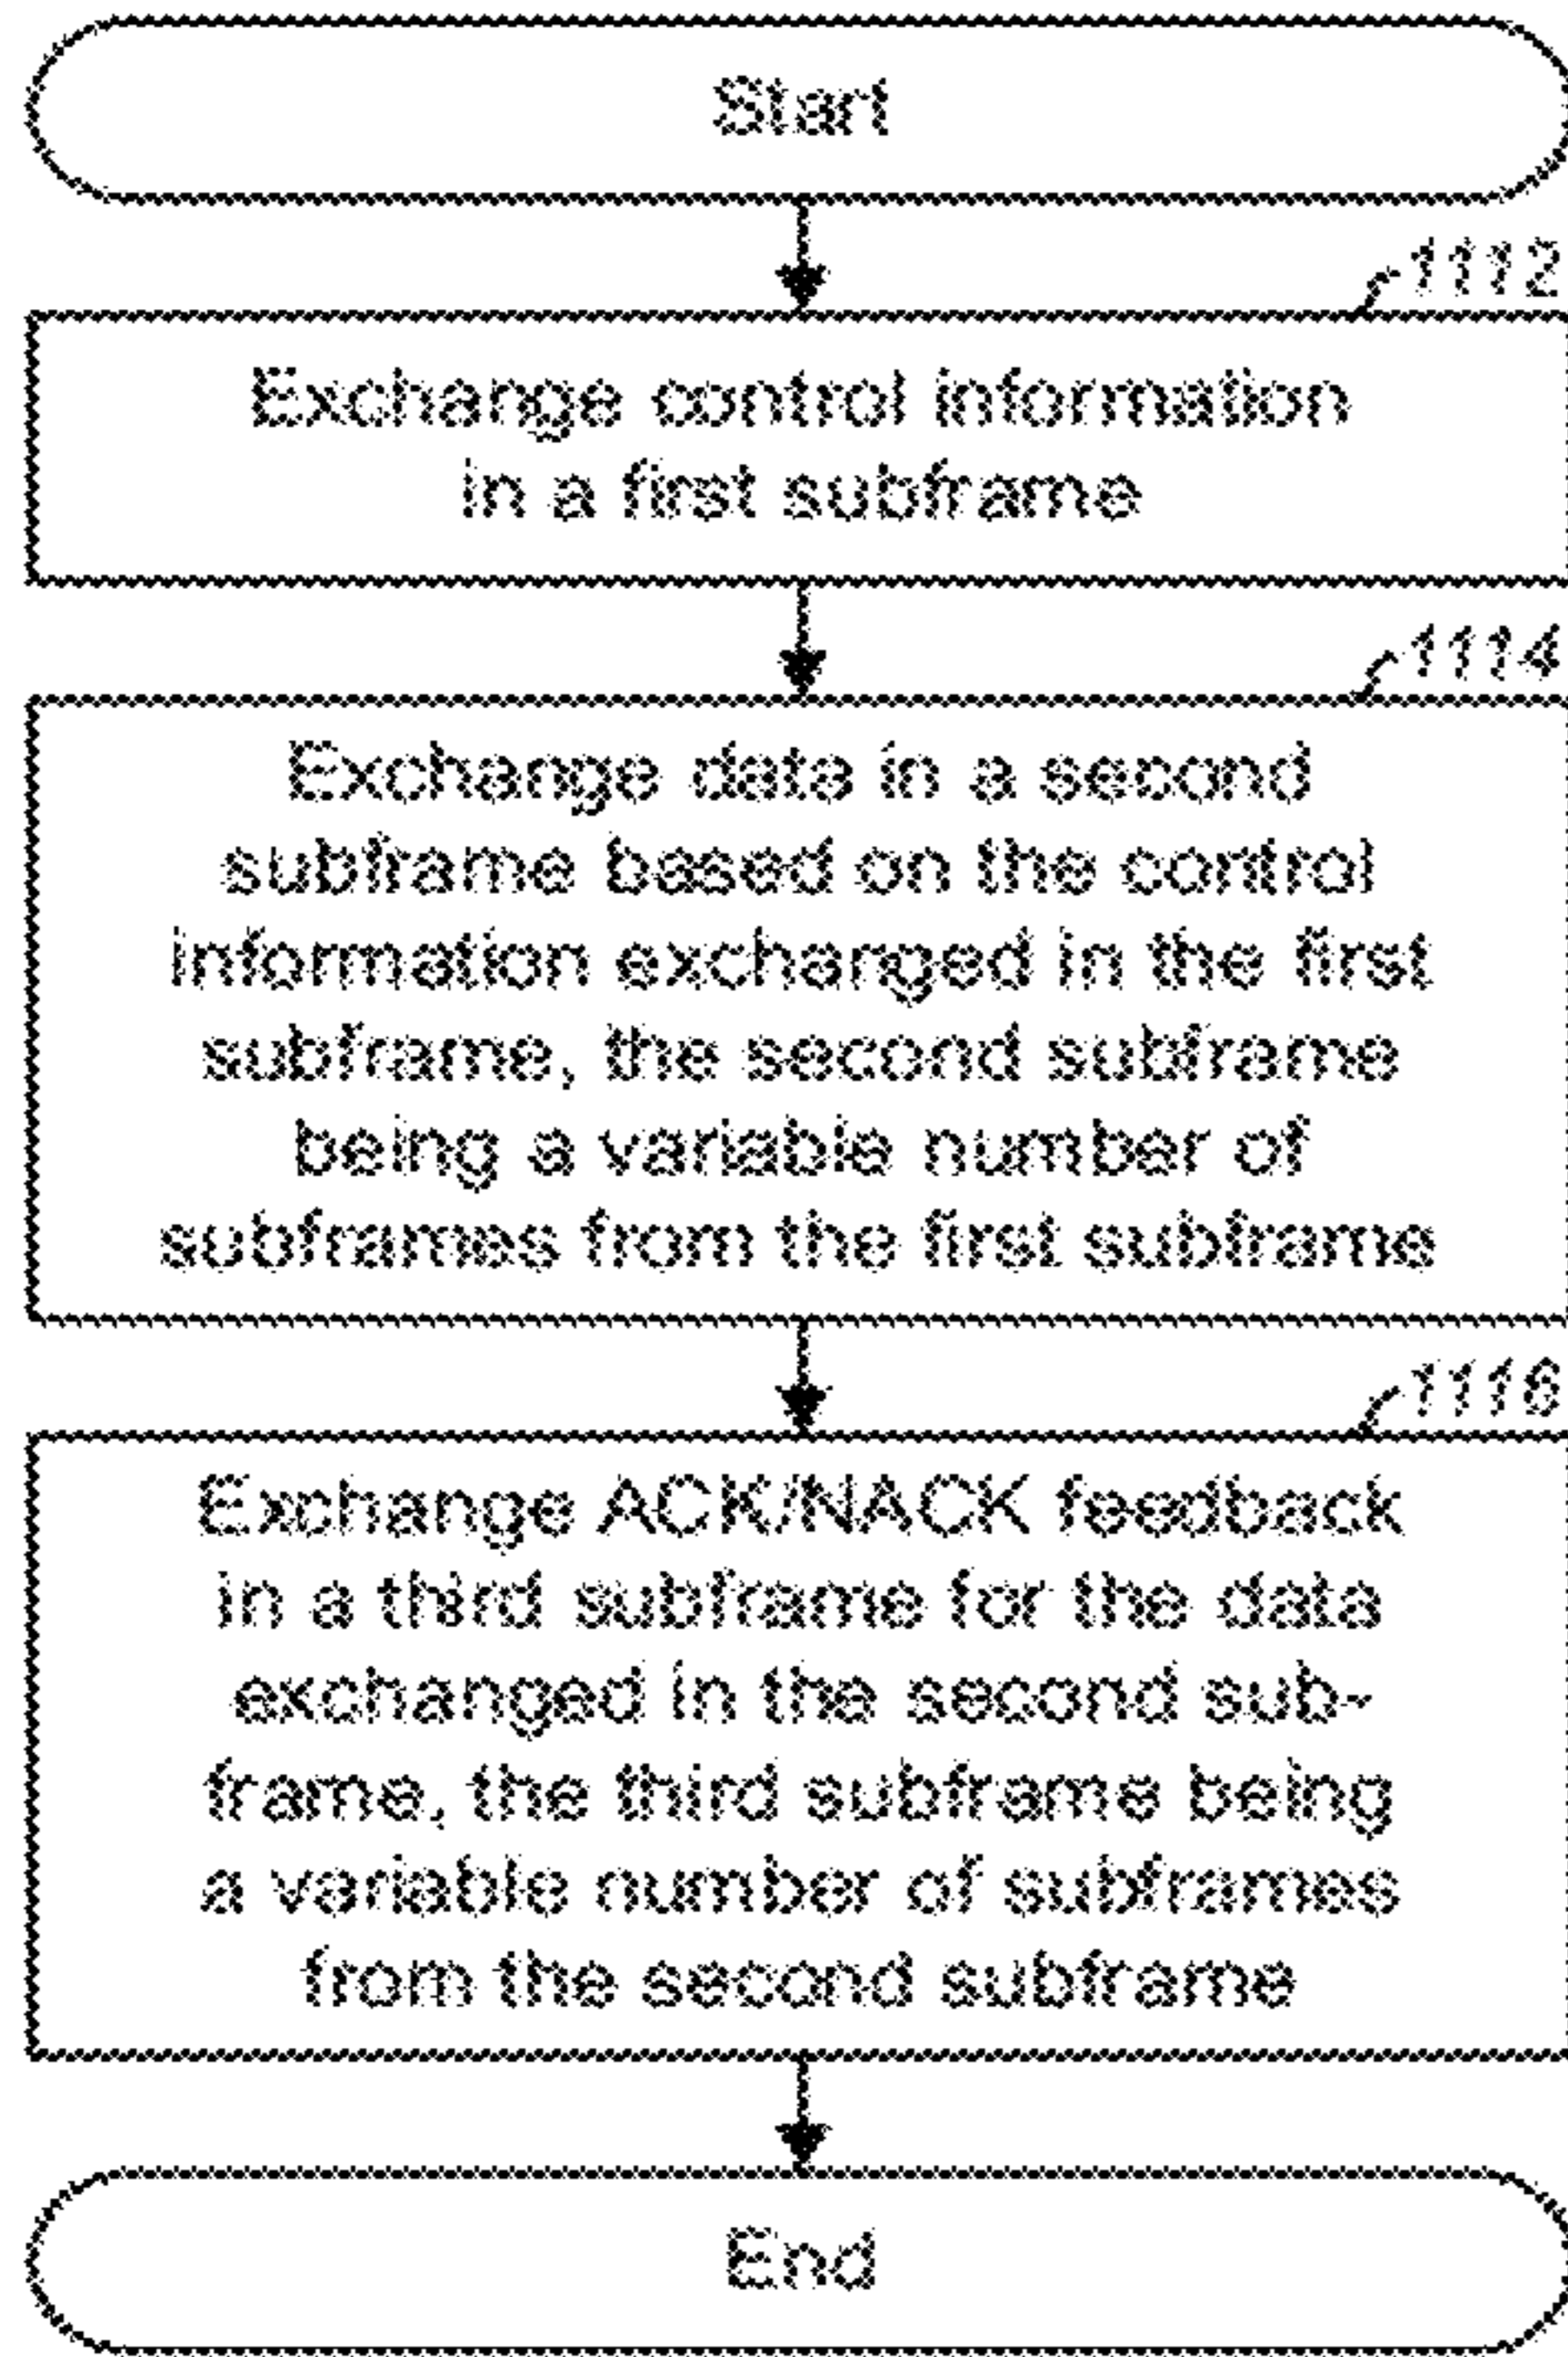 Start
1112
Exchange control information
in a first subframe
1114
Exchange data in a second
subframe based on the control
information exchanged in the first
subframe, the second subframe
being a variable number of
subframes from the first subframe
1116
Exchange ACK/NACK feedback
in a third subframe for the data
exchanged in the second sub-
frame, the third subframe being
a variable number of subframes
from the second subframe
End